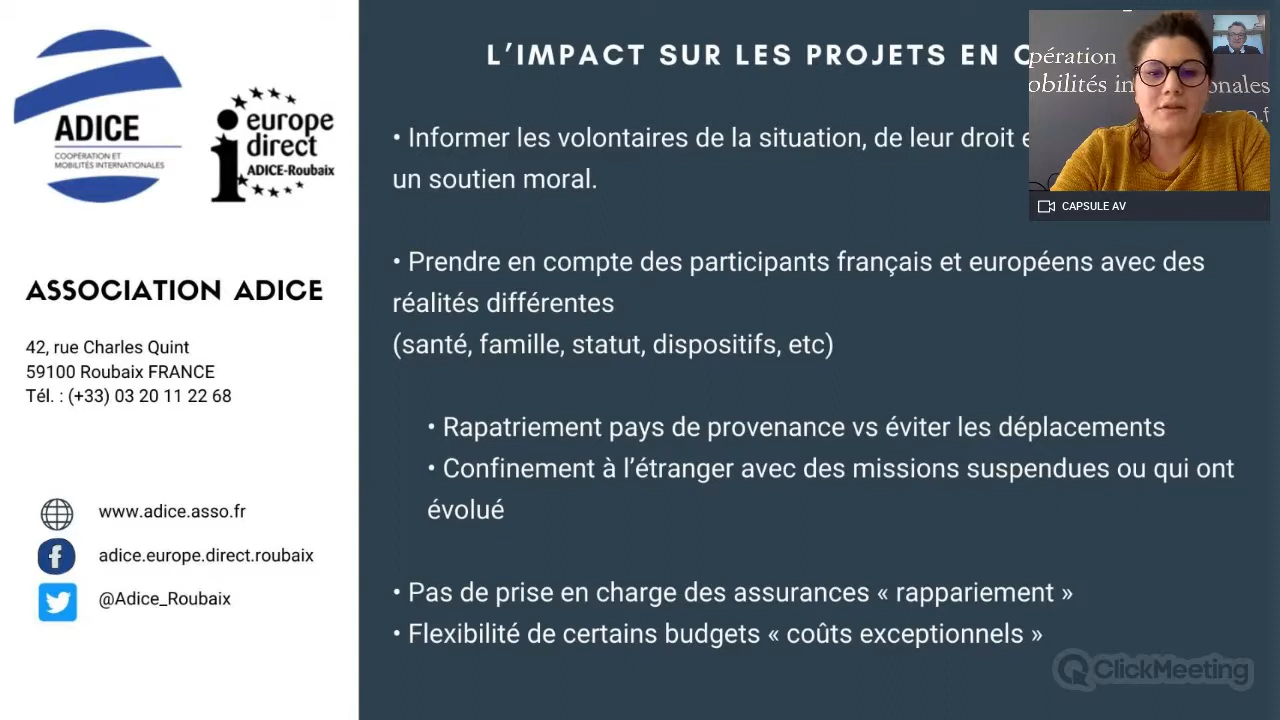 ADICE
COOPÉRATION ET
MOBILITÉS INTERNATIONALES
europe
direct
ADICE-Roubaix
ASSOCIATION ADICE
42, rue Charles Quint
59100 Roubaix FRANCE
Tél. : (+33) 03 20 11 22 68
www.adice.asso.fr
adice.europe.direct.roubaix
@Adice_Roubaix
L’IMPACT SUR LES PROJETS EN
• Informer les volontaires de la situation, de leur droit
un soutien moral.
• Prendre en compte des participants français et européens avec des
réalités différentes
(santé, famille, statut, dispositifs, etc)
• Rapatriement pays de provenance vs éviter les déplacements
• Confinement à l’étranger avec des missions suspendues ou qui ont
évolué
• Pas de prise en charge des assurances « rappariement »
• Flexibilité de certains budgets « coûts exceptionnels »
pération
obilités in onales
CAPSULE AV
ClickMeeting